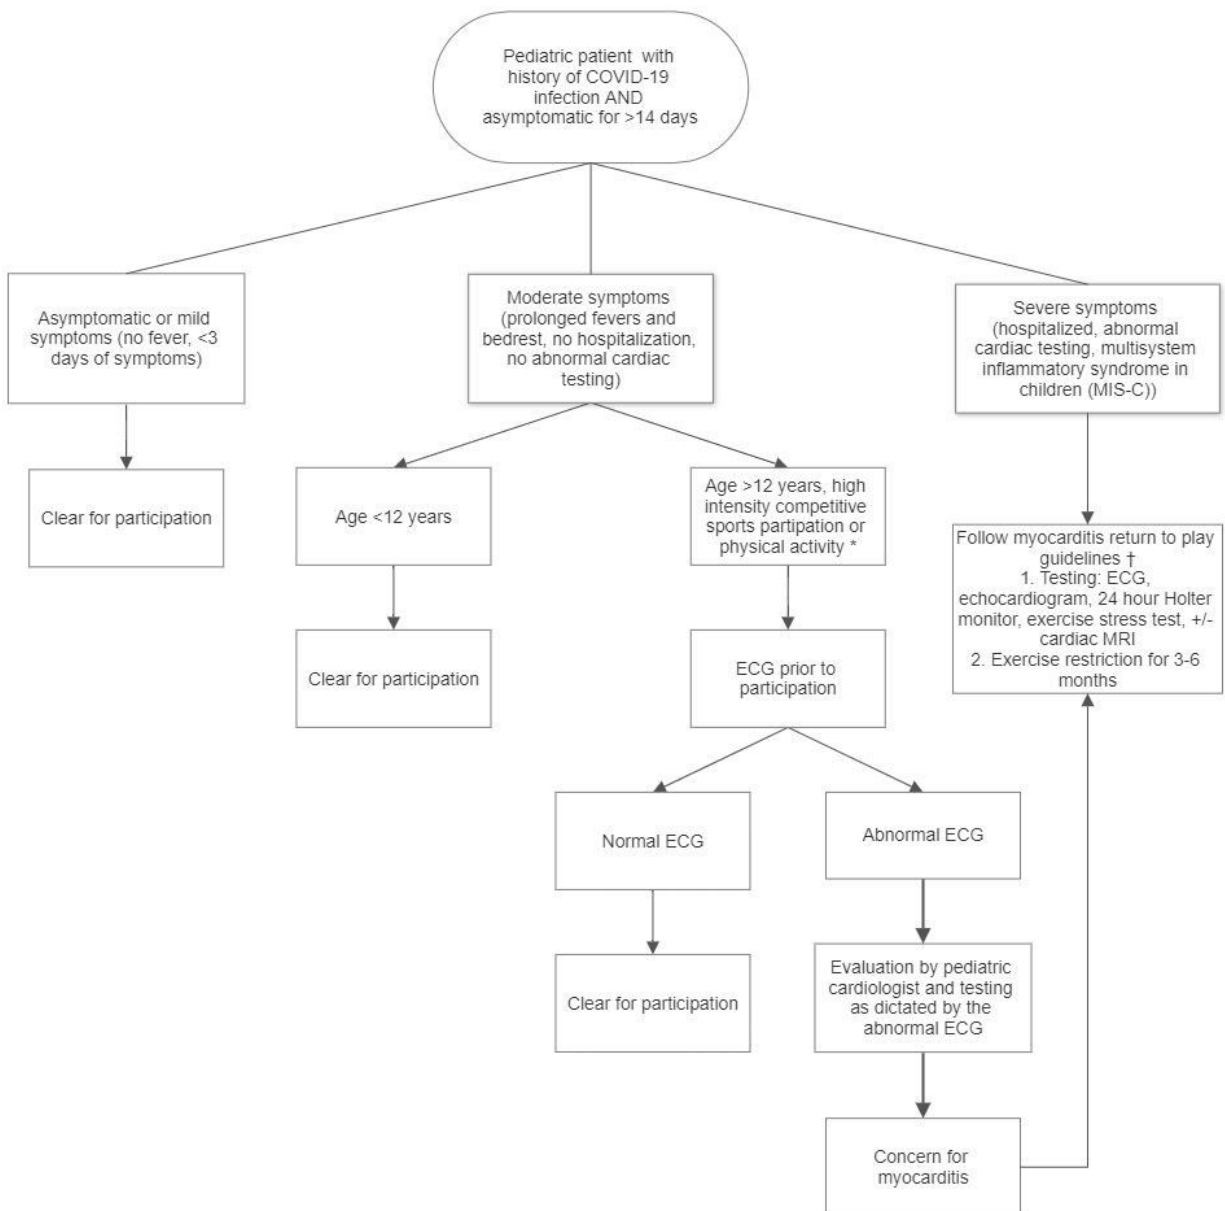 Pediatric patient with
history of COVID-19
infection AND
asymptomatic for >14 days
Asymptomatic or mild
symptoms (no fever, <3
days of symptoms)
Moderate symptoms
(prolonged fevers and
bedrest, no hospitalization,
no abnormal cardiac
testing)
Severe symptoms
(hospitalized, abnormal
cardiac testing, multisystem
inflammatory syndrome in
children (MIS-C))
Clear for participation
Age <12 years
Age >12 years, high
intensity competitive
sports partipation or
physical activity *
Follow myocarditis return to play
guidelines †
1. Testing: ECG,
echocardiogram, 24 hour Holter
monitor, exercise stress test, +/-
cardiac MRI
2. Exercise restriction for 3-6
months
Clear for participation
ECG prior to
participation
Normal ECG
Abnormal ECG
Clear for participation
Evaluation by pediatric
cardiologist and testing
as dictated by the
abnormal ECG
Concern for
myocarditis